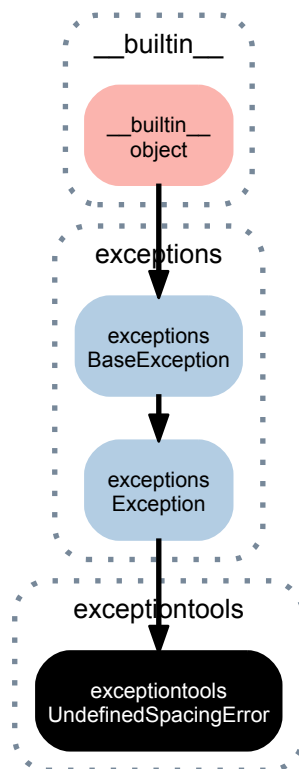 __builtin__
__builtin__
object
exceptions
exceptions
BaseException
exceptions
Exception
exceptiontools
exceptiontools
UndefinedSpacingError